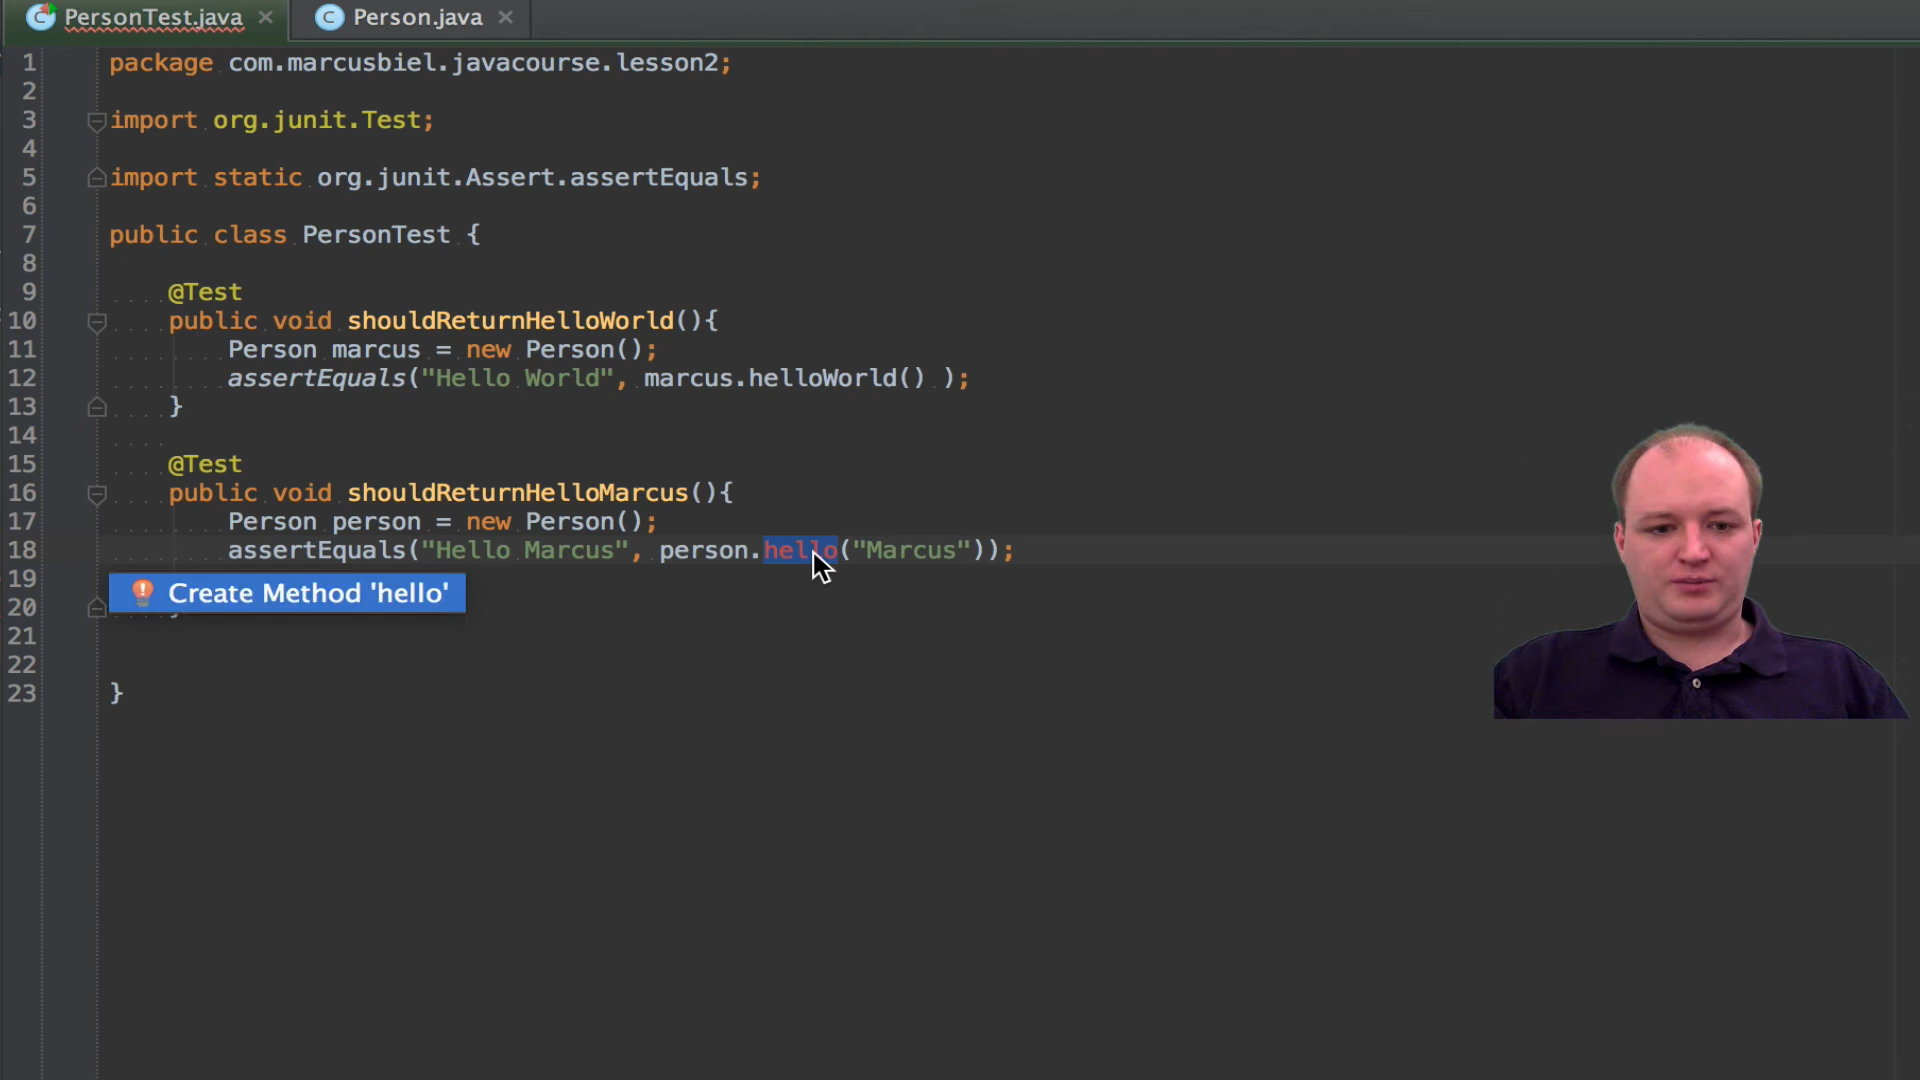 PersonTest.java
Person.java
1 package com.marcusbiel.javacourse.lesson2;
2
3 import org.junit.Test;
4
5 import static org.junit.Assert.assertEquals;
6
7 public class PersonTest {
8
9 @Test
10 public void shouldReturnHelloWorld(){
11 Person marcus = new Person();
12 assertEquals("Hello World", marcus.helloWorld() );
13 }
14
15 @Test
16 public void shouldReturnHelloMarcus(){
17 Person person = new Person();
18 assertEquals("Hello Marcus", person.hello("Marcus"));
19
Create Method 'hello'
20 }
21
22
23 }